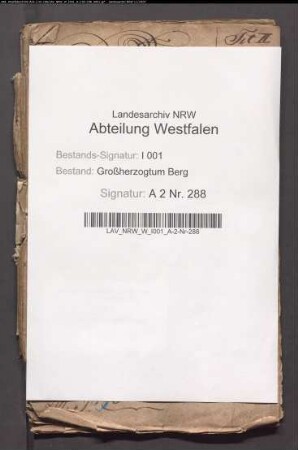 Landesarchiv NRW
Abteilung Westfalen
Bestands-Signatur: I 001
Bestand: Großherzogtum Berg
Signatur: A 2 Nr. 288
LAV_NRW_W_I001_A-2-Nr-288